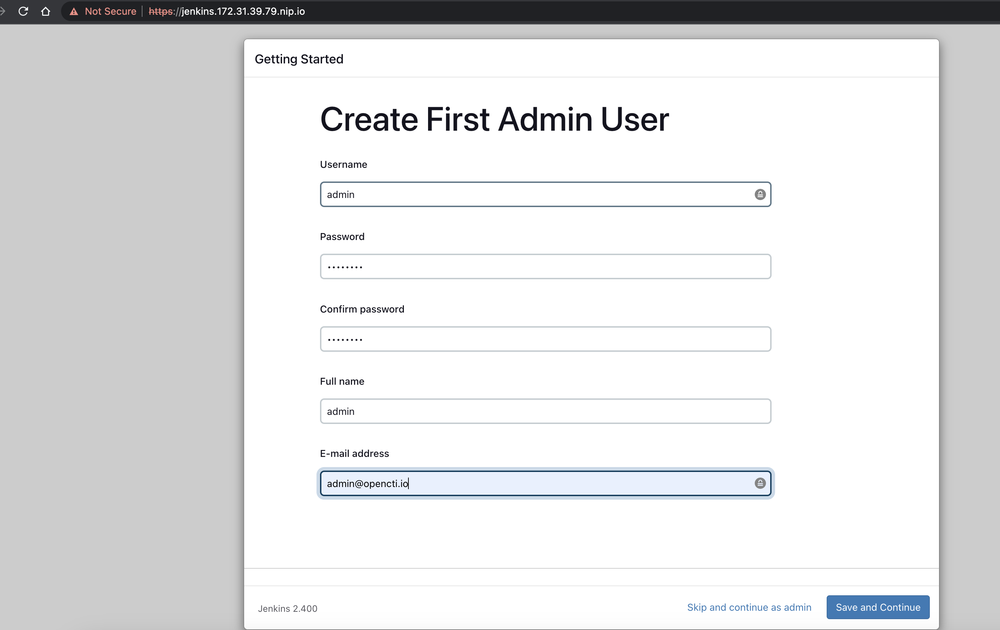 Not Secure https://jenkins.172.31.39.79.nip.io
Getting Started
Create First Admin User
Username
admin
Password
••••••••
Confirm password
••••••••
Full name
admin
E-mail address
admin@opencti.io
Jenkins 2.400
Skip and continue as admin
Save and Continue